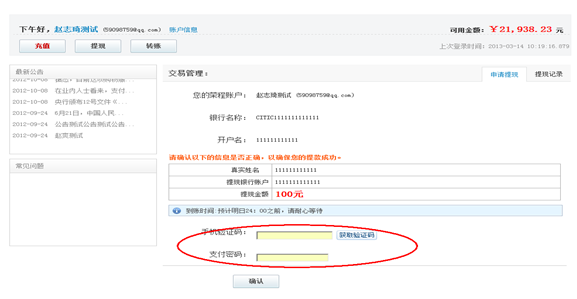 下午好，赵志琦测试 (59098759@qq.com) 账户信息
可用金额：￥21,938.23 元
充值 提现 转账
上次登录时间：2013-03-14 10:19:16.879
最新公告
2012-10-08
2012-10-08 在业内人士看来，支付...
2012-10-08 央行颁布12号文件《...
2012-09-24 6月21日，中国人民...
2012-09-24 公告测试公告测试公告...
2012-09-24 赵奕测试
常见问题
交易管理：
申请提现 提现记录
您的荣程账户： 赵志琦测试 (59098759@qq.com)
银行名称： CITIC1111111111111
开户名： 111111111111
请确认以下的信息是否正确，以确保您的提款成功。
真实姓名 111111111111
提现银行账户 1111111111111
提现金额 100元
到账时间：预计明日24：00之前，请耐心等待
手机验证码： 获取验证码
支付密码：
确认